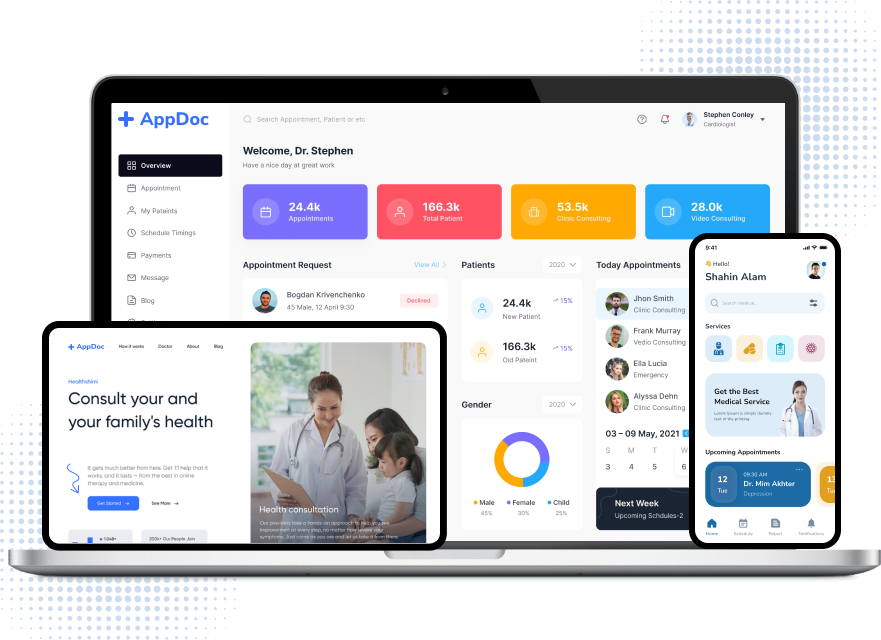 AppDoc
Search Appointment, Patient or etc
Stephen Conley
Cardiologist
Overview
Appointment
My Pataints
Schedule Timings
Payments
Message
Blog
Welcome, Dr. Stephen
Have a nice day at great work
24.4k
Appointments
166.3k
Total Patient
53.5k
Clinic Consulting
28.0k
Video Consulting
Appointment Request
View All
Bogdan Krivenchenko
45 Male, 12 April 9:30
Declined
Patients
2020
24.4k
New Patient
15%
166.3k
Old Pateint
15%
Gender
2020
Male
45%
Female
30%
Child
25%
Today Appointments
Jhon Smith
Clinic Consulting
Frank Murray
Vedio Consulting
Ella Lucia
Emergency
Alyssa Dehn
Clinic Consulting
03 – 09 May, 2021
S M T W
3 4 5 6
Next Week
Upcoming Schdules-2
AppDoc
How it works
Doctor
About
Blog
Healthshimi
Consult your and
your family's health
It gets much better from here. Get 1:1 help that it
works, and it lasts — from the best in online
therapy and medicine.
Get Started
See More
1048+
200k+ Our People Join
Health consultation
Our providers take a hands-on approach to help you see
improvement at every step, no matter how severe your
symptoms. Just come as you are and let us take it from there
9:41
Hello!
Shahin Alam
Search medical..
Services
Get the Best
Medical Service
Lorem Ipsum is simply dummy
text of the printing
Upcoming Appointments
12
Tue
09:30 AM
Dr. Mim Akhter
Depression
13
Home
Schedule
Report
Notifications